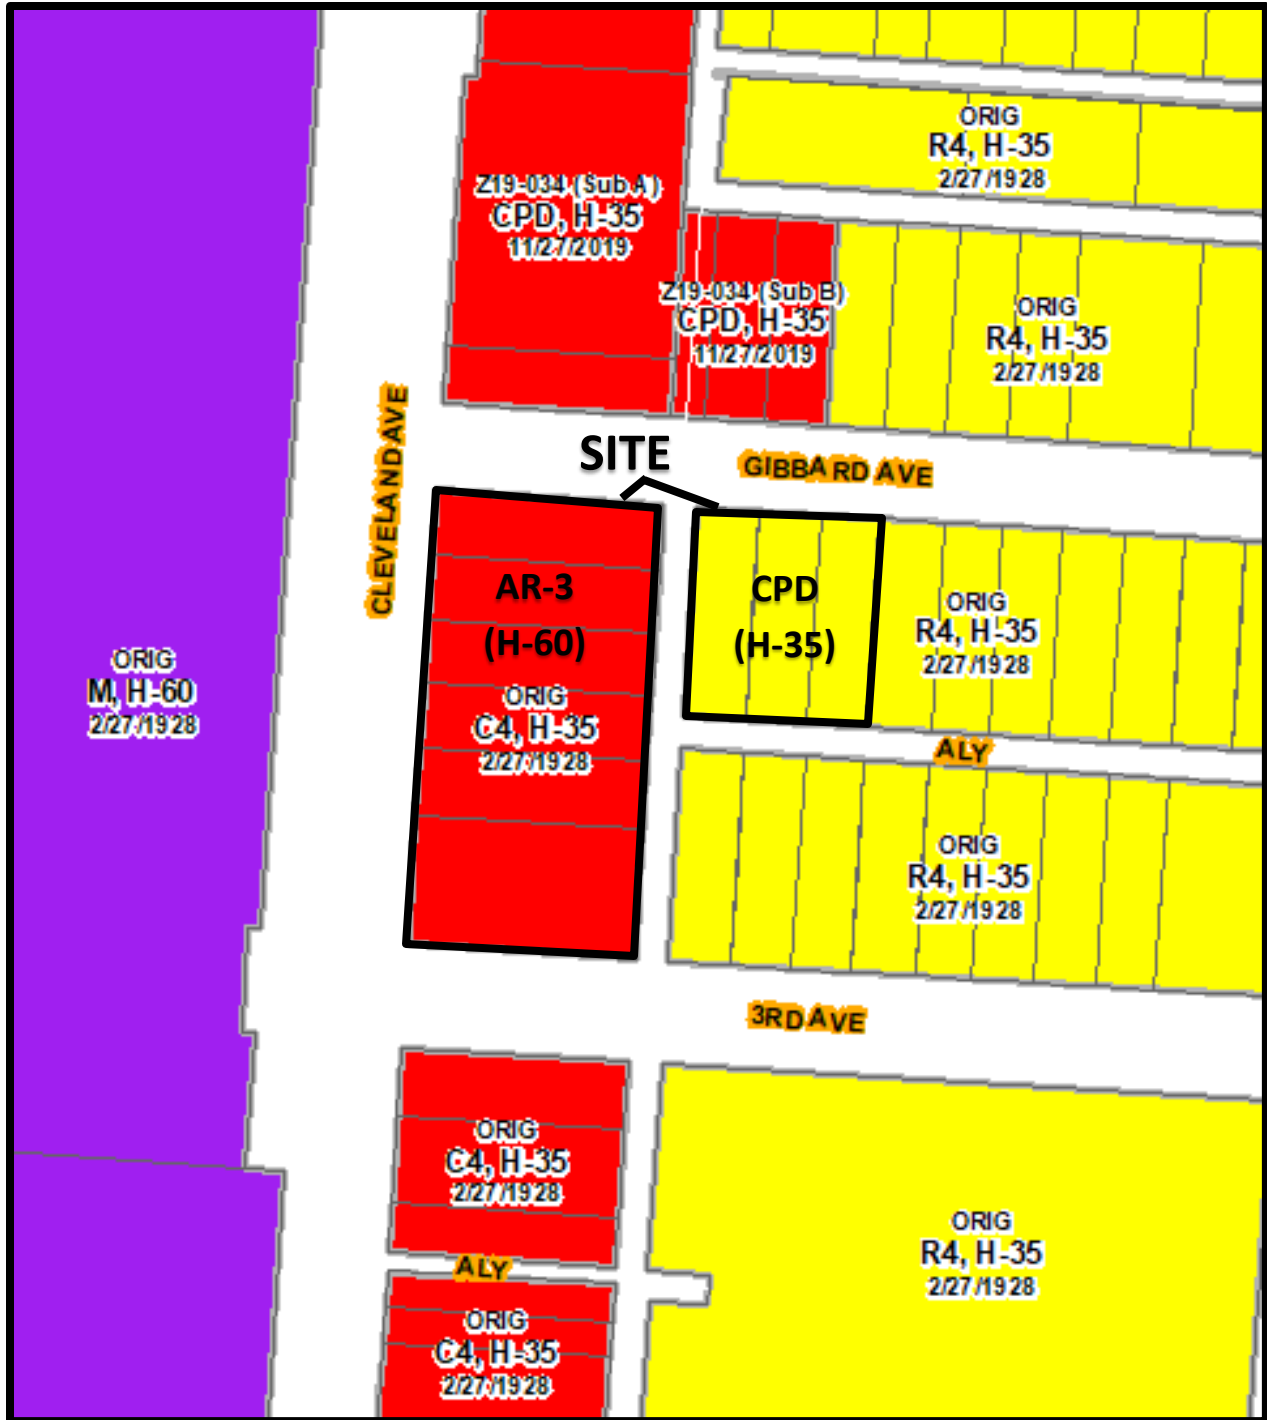 ORIG
R4, H-35
2/27/1928
Z19-034 (Sub A)
CPD, H-35
11/27/2019
Z19-034 (Sub B)
CPD, H-35
11/27/2019
ORIG
R4, H-35
2/27/1928
CLEVELAND AVE
SITE
GIBBARD AVE
AR-3
(H-60)
ORIG
C4, H-35
2/27/1928
CPD
(H-35)
ORIG
R4, H-35
2/27/1928
ORIG
M, H-60
2/27/1928
ALY
ORIG
R4, H-35
2/27/1928
3RD AVE
ORIG
C4, H-35
2/27/1928
ORIG
R4, H-35
2/27/1928
ALY
ORIG
C4, H-35
2/27/1928